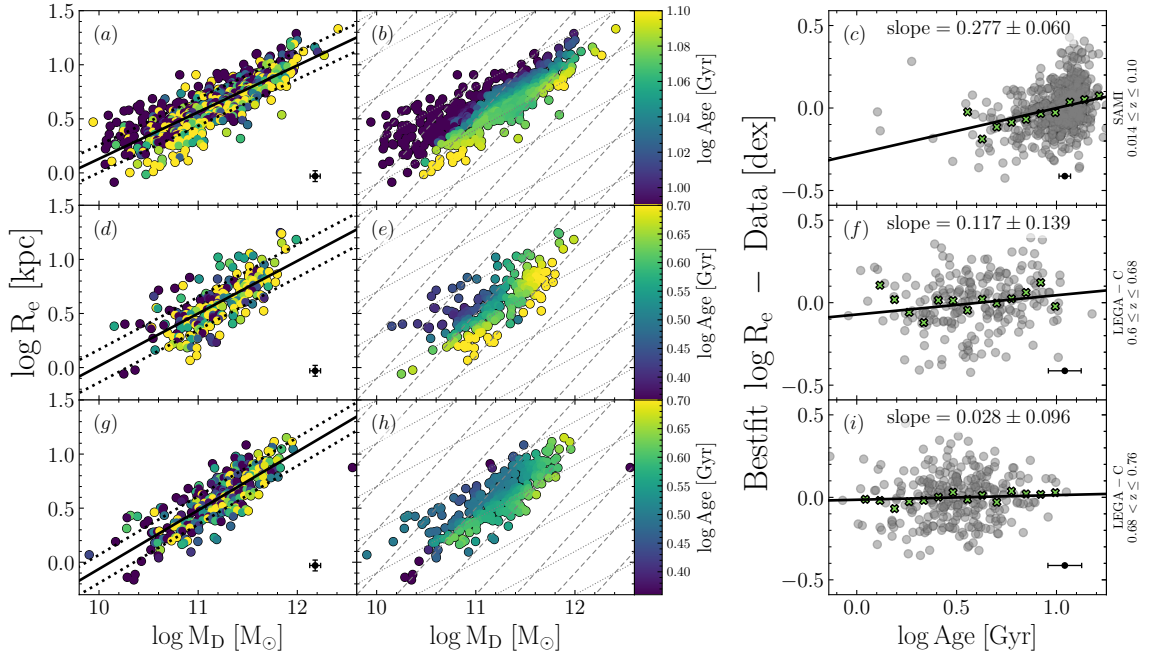 (a)
(b)
(c)
slope = 0.277 ± 0.060
1.5
1.0
0.5
0.0
1.10
1.08
1.06
1.04
1.02
1.00
log Age [Gyr]
0.5
0.0
−0.5
SAMI
0.014 ≤ z ≤ 0.10
(d)
(e)
(f)
slope = 0.117 ± 0.139
1.5
1.0
0.5
0.0
0.70
0.65
0.60
0.55
0.50
0.45
0.40
log Age [Gyr]
0.5
0.0
−0.5
LEGA − C
0.6 ≤ z ≤ 0.68
(g)
(h)
(i)
slope = 0.028 ± 0.096
1.5
1.0
0.5
0.0
0.70
0.65
0.60
0.55
0.50
0.45
0.40
log Age [Gyr]
0.5
0.0
−0.5
LEGA − C
0.68 < z ≤ 0.76
log Rₑ [kpc]
Bestfit log Rₑ − Data [dex]
10
11
12
10
11
12
0.0
0.5
1.0
log M_D [M_⊙]
log M_D [M_⊙]
log Age [Gyr]